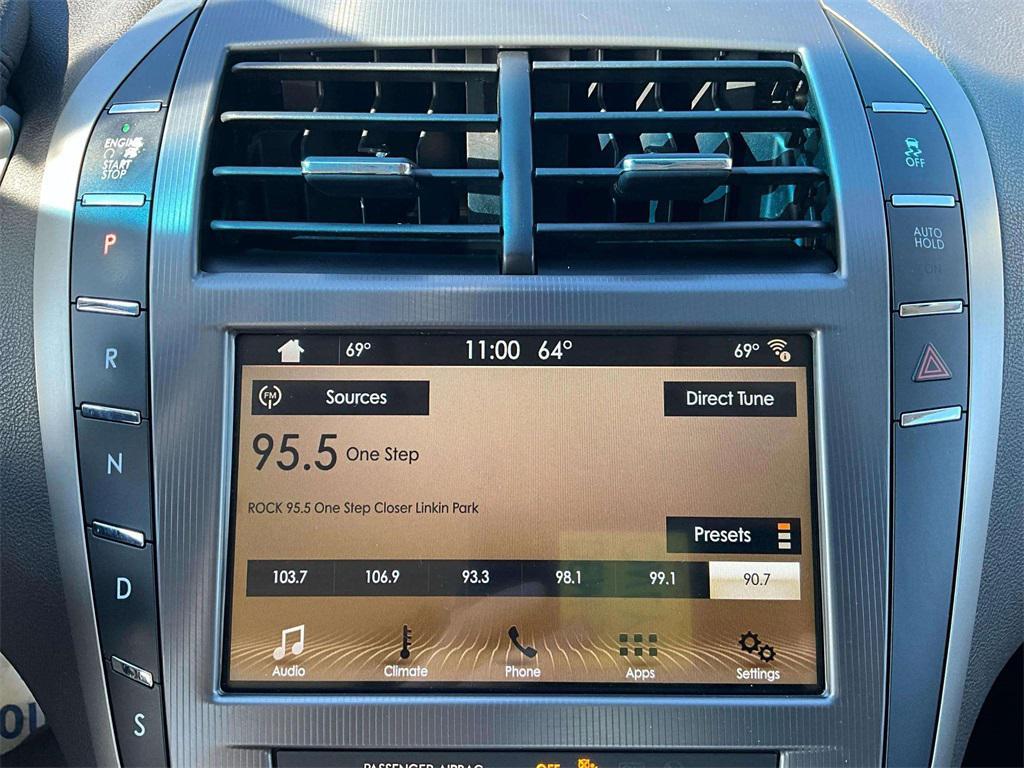 ENGINE
START
STOP
OFF
P
AUTO
HOLD
ON
R
N
D
S
69° 11:00 64° 69°
FM Sources Direct Tune
95.5 One Step
ROCK 95.5 One Step Closer Linkin Park
Presets
103.7 106.9 93.3 98.1 99.1 90.7
Audio Climate Phone Apps Settings
PASSENGER AIRBAG OFF